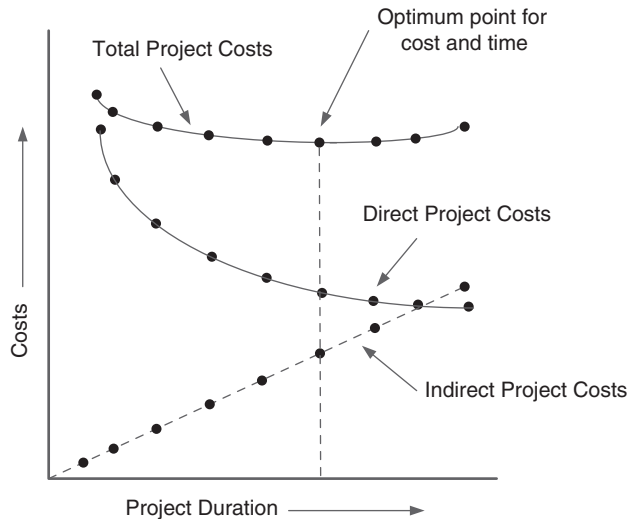 Optimum point for
cost and time
Total Project Costs
Direct Project Costs
Costs
Indirect Project Costs
Project Duration